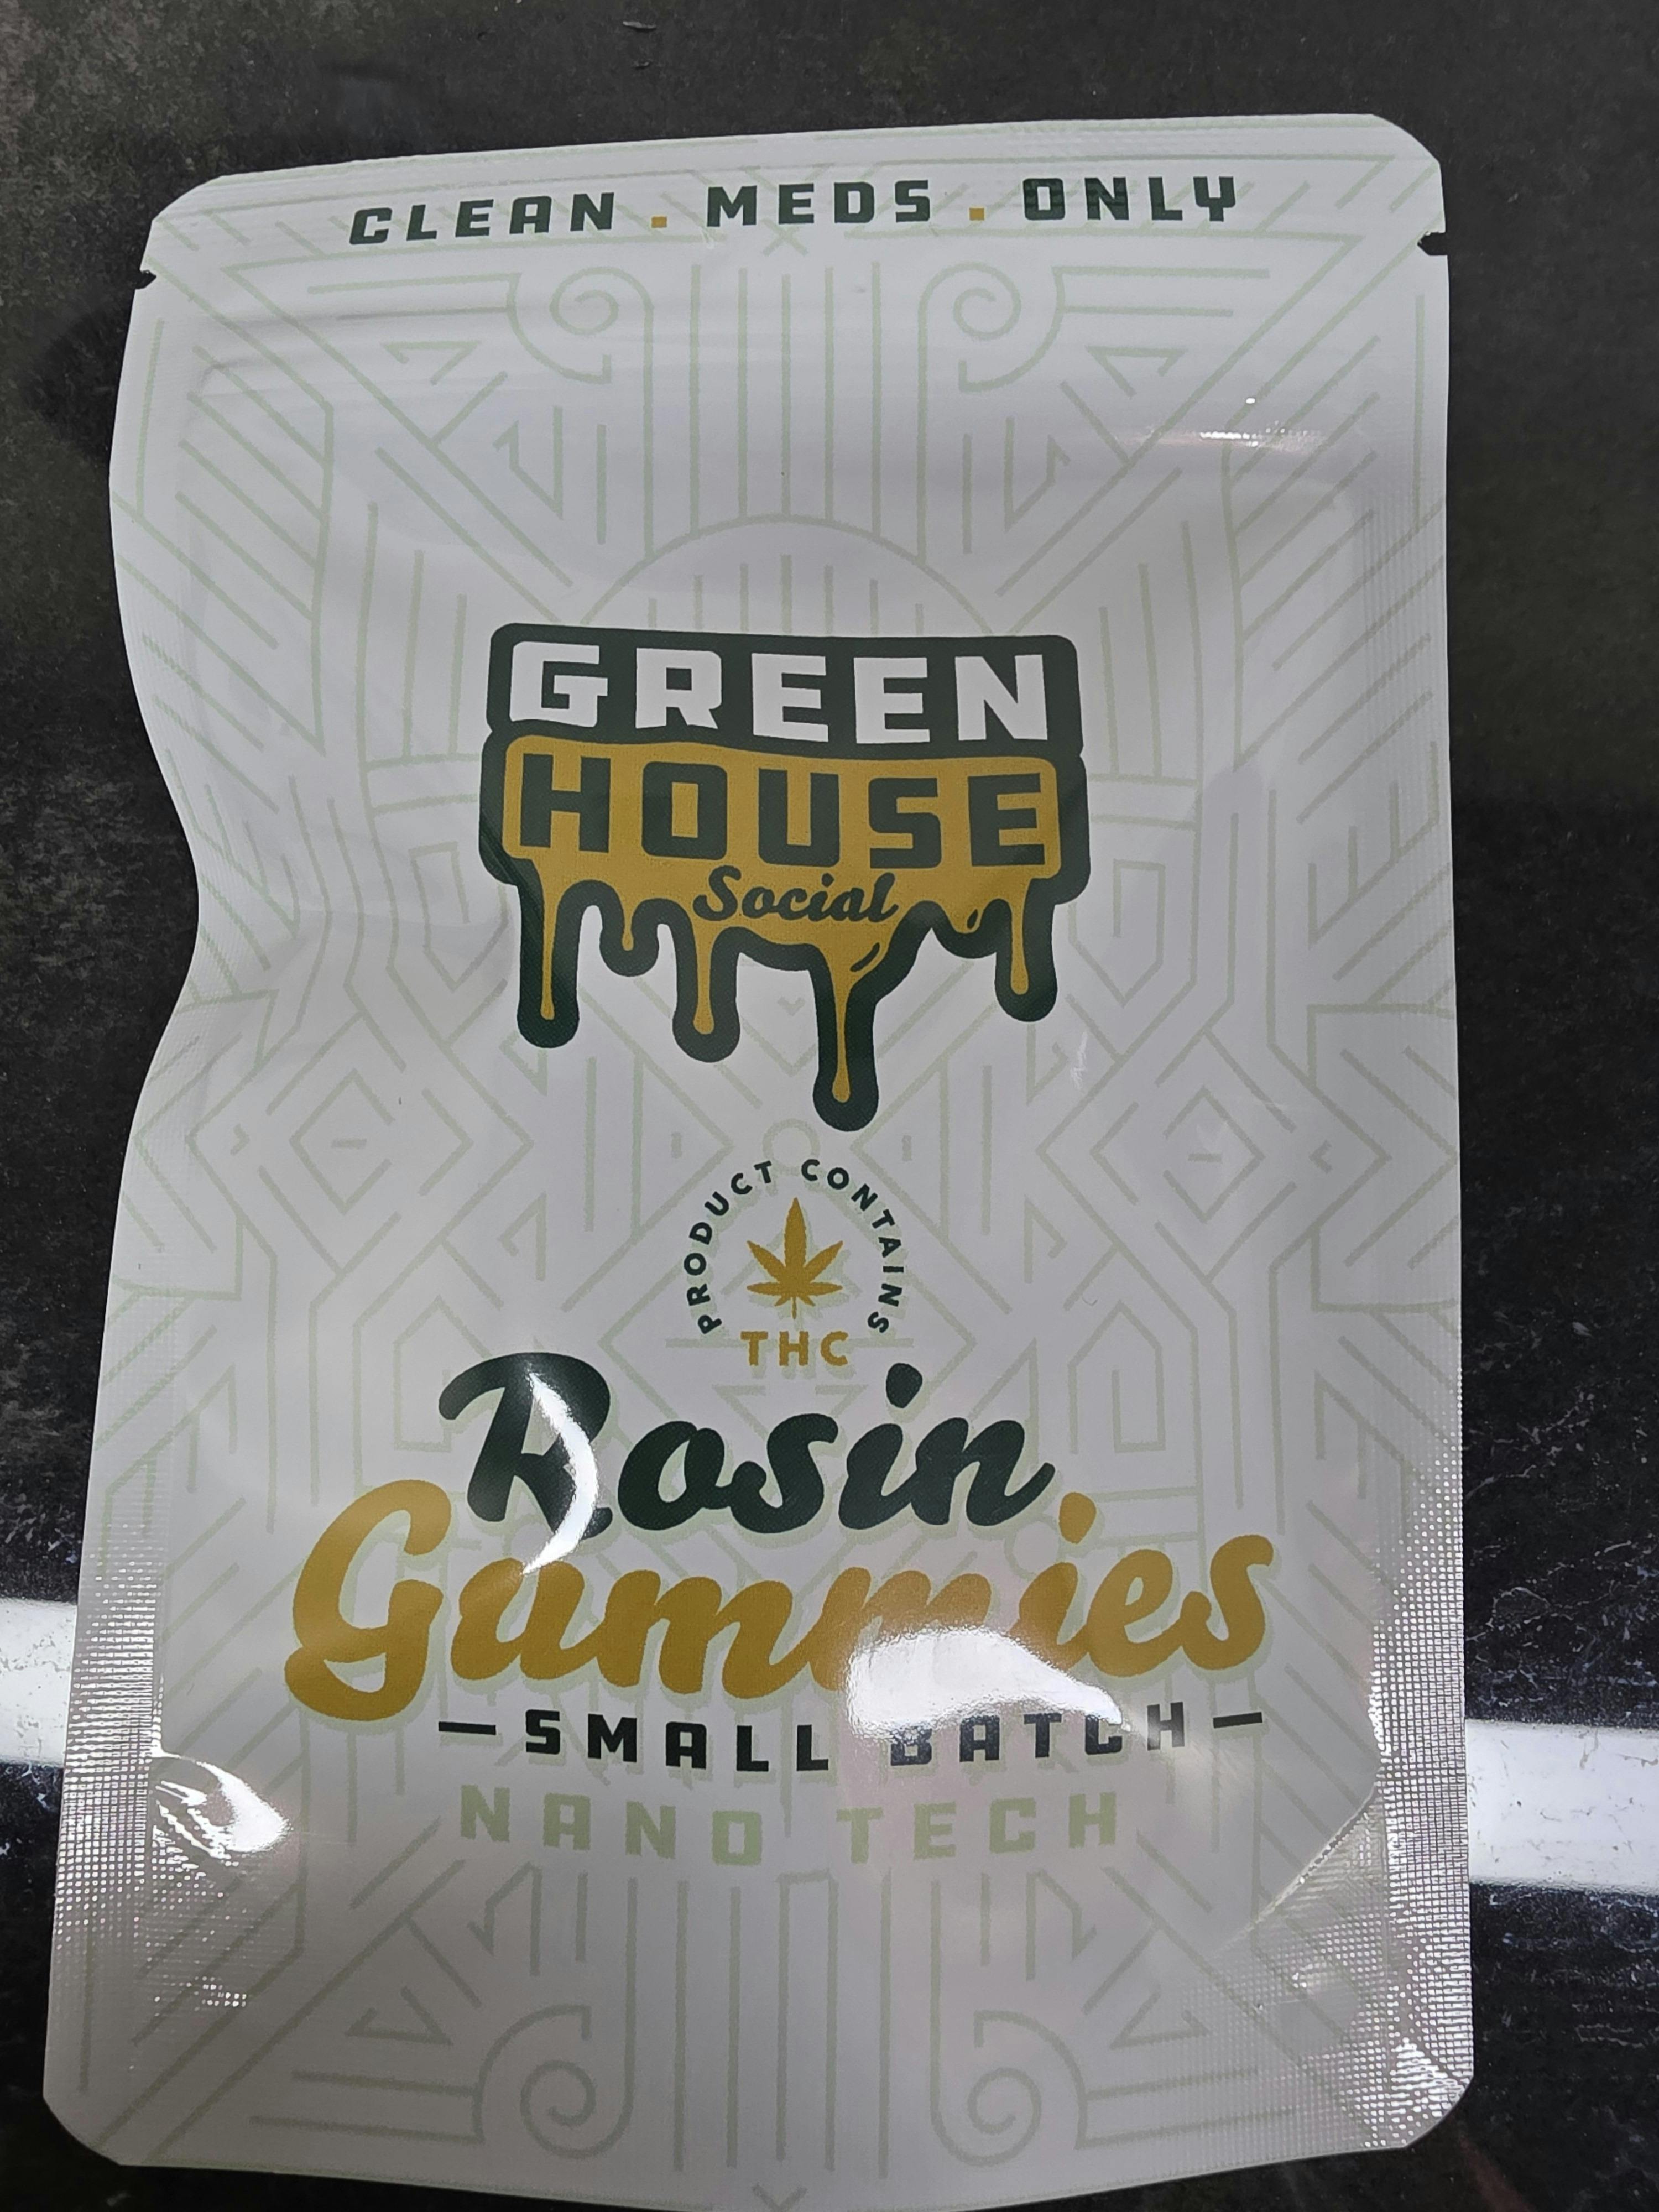 CLEAN . MEDS . ONLY
GREEN
HOUSE
Social
PRODUCT CONTAINS
THC
Rosin
Gummies
—SMALL BATCH—
NANO TECH